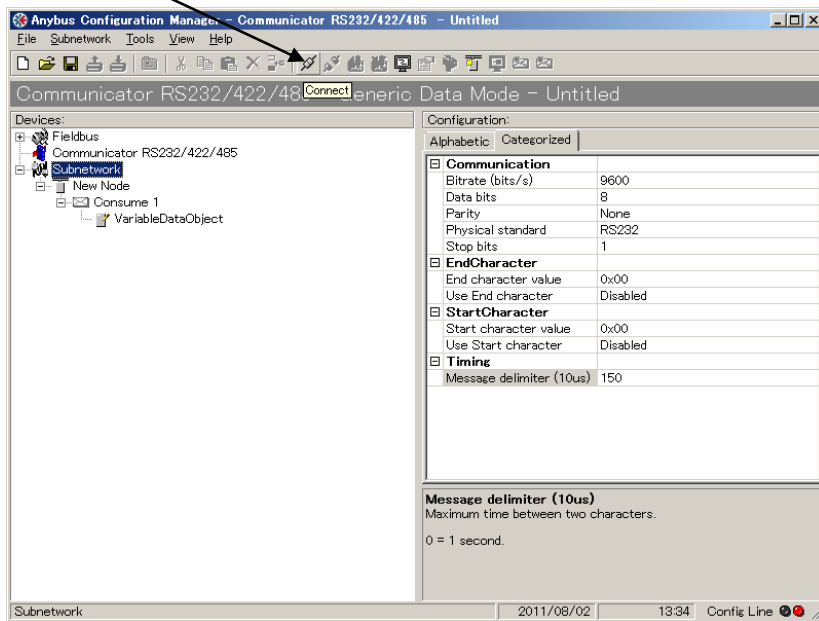 Anybus Configuration Manager - Communicator RS232/422/485 - Untitled
File Subnetwork Tools View Help
Connect
Communicator RS232/422/48 eneric Data Mode - Untitled
Devices:
Fieldbus
Communicator RS232/422/485
Subnetwork
New Node
Consume 1
VariableDataObject
Configuration:
Alphabetic Categorized
Communication
Bitrate (bits/s) 9600
Data bits 8
Parity None
Physical standard RS232
Stop bits 1
EndCharacter
End character value 0x00
Use End character Disabled
StartCharacter
Start character value 0x00
Use Start character Disabled
Timing
Message delimiter (10us) 150
Message delimiter (10us)
Maximum time between two characters.
0 = 1 second.
Subnetwork 2011/08/02 13:34 Config Line